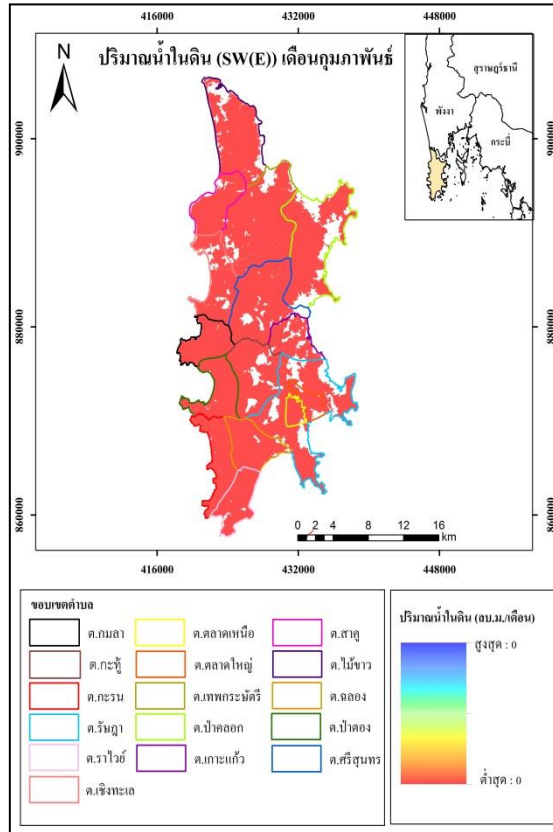 416000 432000 448000
N
ปริมาณน้ำในดิน (SW(E)) เดือนกุมภาพันธ์
สุราษฎร์ธานี
พังงา
กระบี่
900000 900000
880000 880000
860000 860000
0 2 4 8 12 16
km
416000 432000 448000
ขอบเขตตำบล
ต.กมลา ต.ตลาดเหนือ ต.สาคู
ต.กะทู้ ต.ตลาดใหญ่ ต.ไม้ขาว
ต.กะรน ต.เทพกระษัตรี ต.ฉลอง
ต.รัษฎา ต.ป่าคลอก ต.ป่าตอง
ต.ราไวย์ ต.เกาะแก้ว ต.ศรีสุนทร
ต.เชิงทะเล
ปริมาณน้ำในดิน (ลบ.ม./เดือน)
สูงสุด : 0
ต่ำสุด : 0